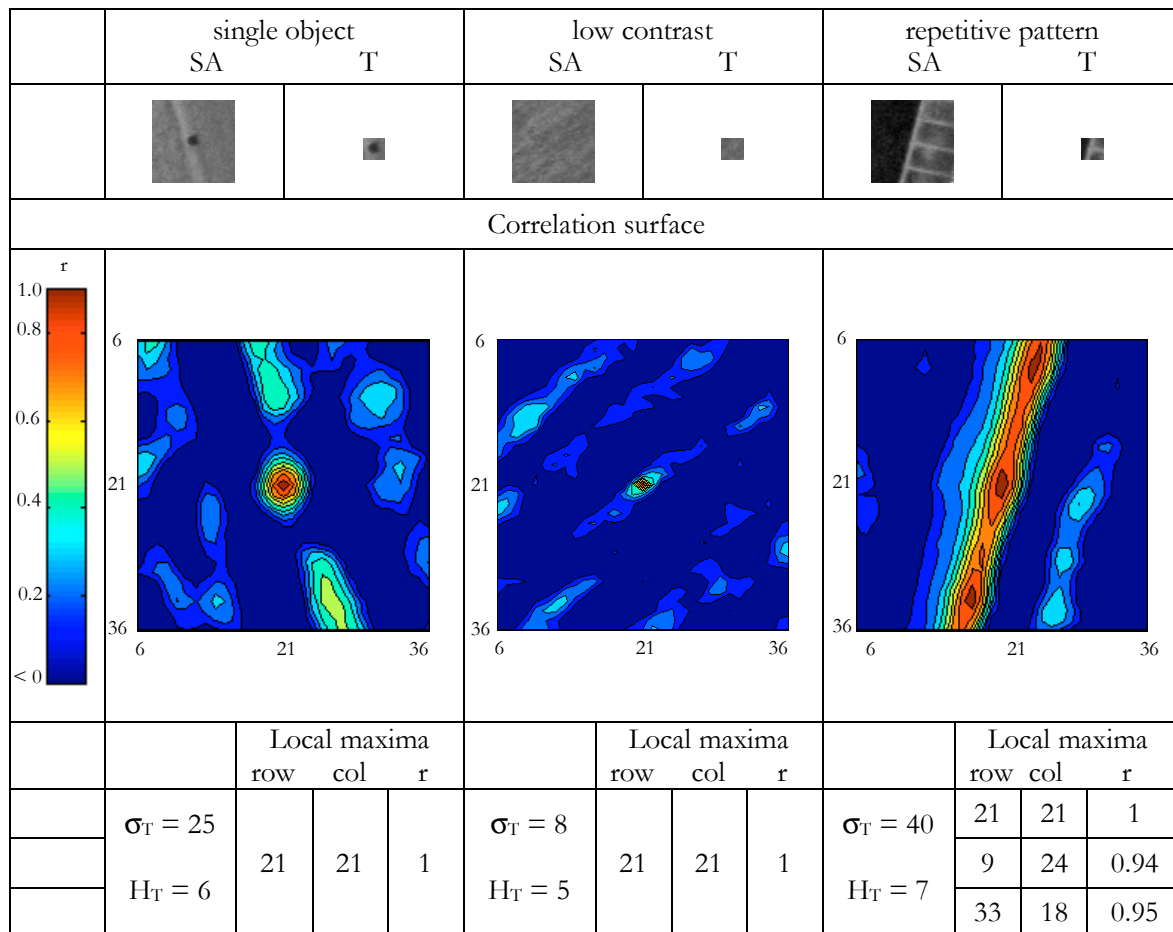 single object low contrast repetitive pattern
SA T SA T SA T
Correlation surface
r
1.0
0.8
0.6
0.4
0.2
< 0
6
21
36
6 21 36
6
21
36
6 21 36
6
21
36
6 21 36
Local maxima Local maxima Local maxima
row col r row col r row col r
σT = 25
HT = 6
21 21 1
σT = 8
HT = 5
21 21 1
σT = 40
HT = 7
21 21 1
9 24 0.94
33 18 0.95